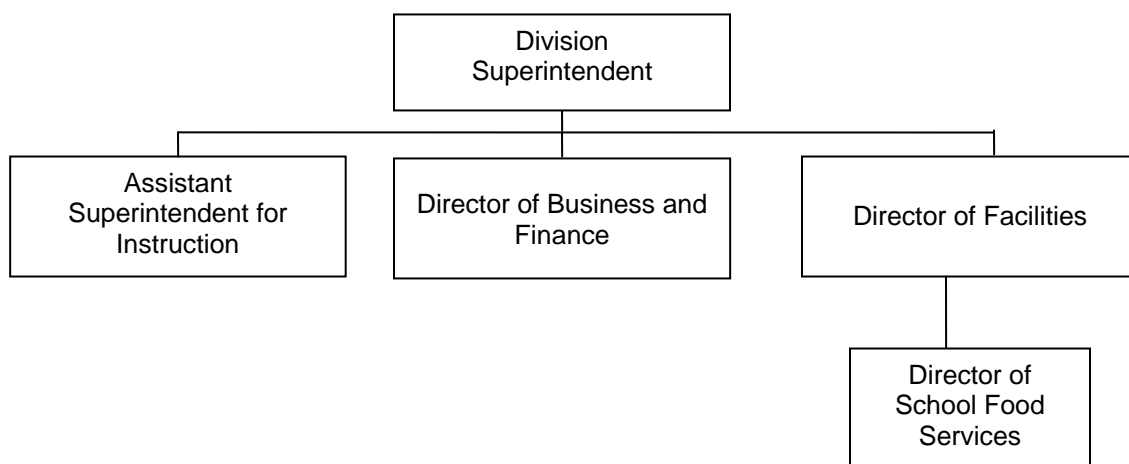 Division
Superintendent
Assistant
Superintendent for
Instruction
Director of Business and
Finance
Director of Facilities
Director of
School Food
Services